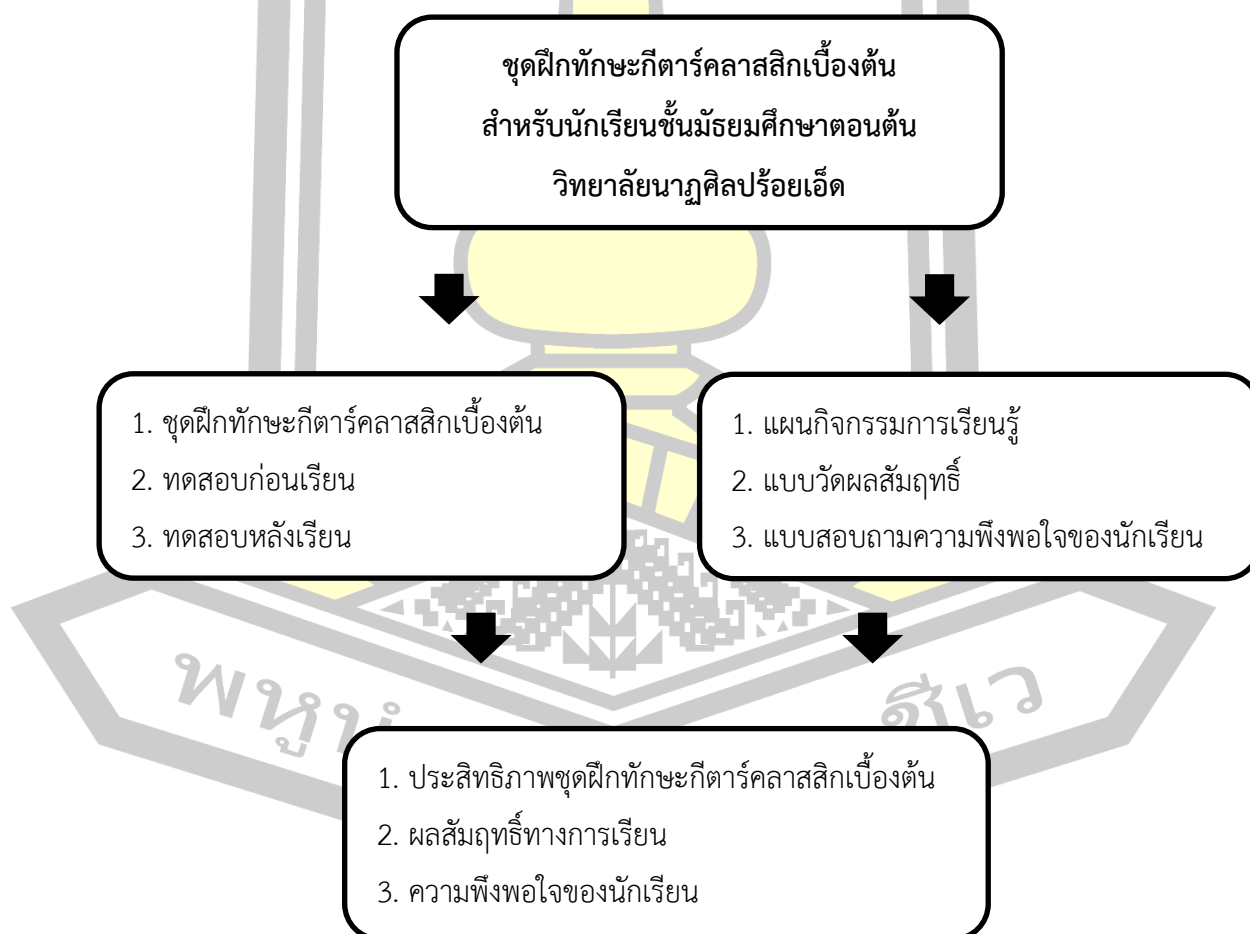 ชุดฝึกทักษะกีตาร์คลาสสิกเบื้องต้น
สำหรับนักเรียนชั้นมัธยมศึกษาตอนต้น
วิทยาลัยนาฏศิลปร้อยเอ็ด
1. ชุดฝึกทักษะกีตาร์คลาสสิกเบื้องต้น
2. ทดสอบก่อนเรียน
3. ทดสอบหลังเรียน
1. แผนกิจกรรมการเรียนรู้
2. แบบวัดผลสัมฤทธิ์
3. แบบสอบถามความพึงพอใจของนักเรียน
ชีเว
1. ประสิทธิภาพชุดฝึกทักษะกีตาร์คลาสสิกเบื้องต้น
2. ผลสัมฤทธิ์ทางการเรียน
3. ความพึงพอใจของนักเรียน